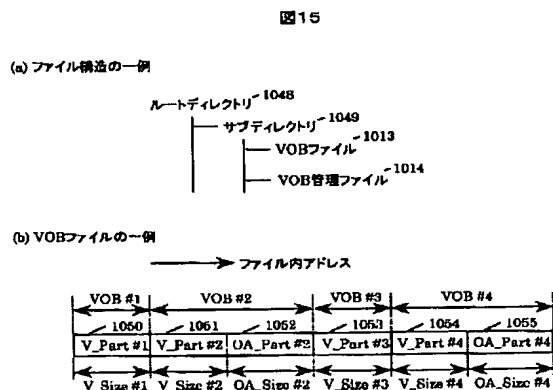 図15
(a) ファイル構造の一例
ルートディレクトリ 1048
サブディレクトリ 1049
VOBファイル 1013
VOB管理ファイル 1014
(b) VOBファイルの一例
ファイル内アドレス
VOB #1 VOB #2 VOB #3 VOB #4
1050 1051 1052 1053 1054 1055
V_Part #1 V_Part #2 OA_Part #2 V_Part #3 V_Part #4 OA_Part #4
V_Size #1 V_Size #2 OA_Size #2 V_Size #3 V_Size #4 OA_Size #4